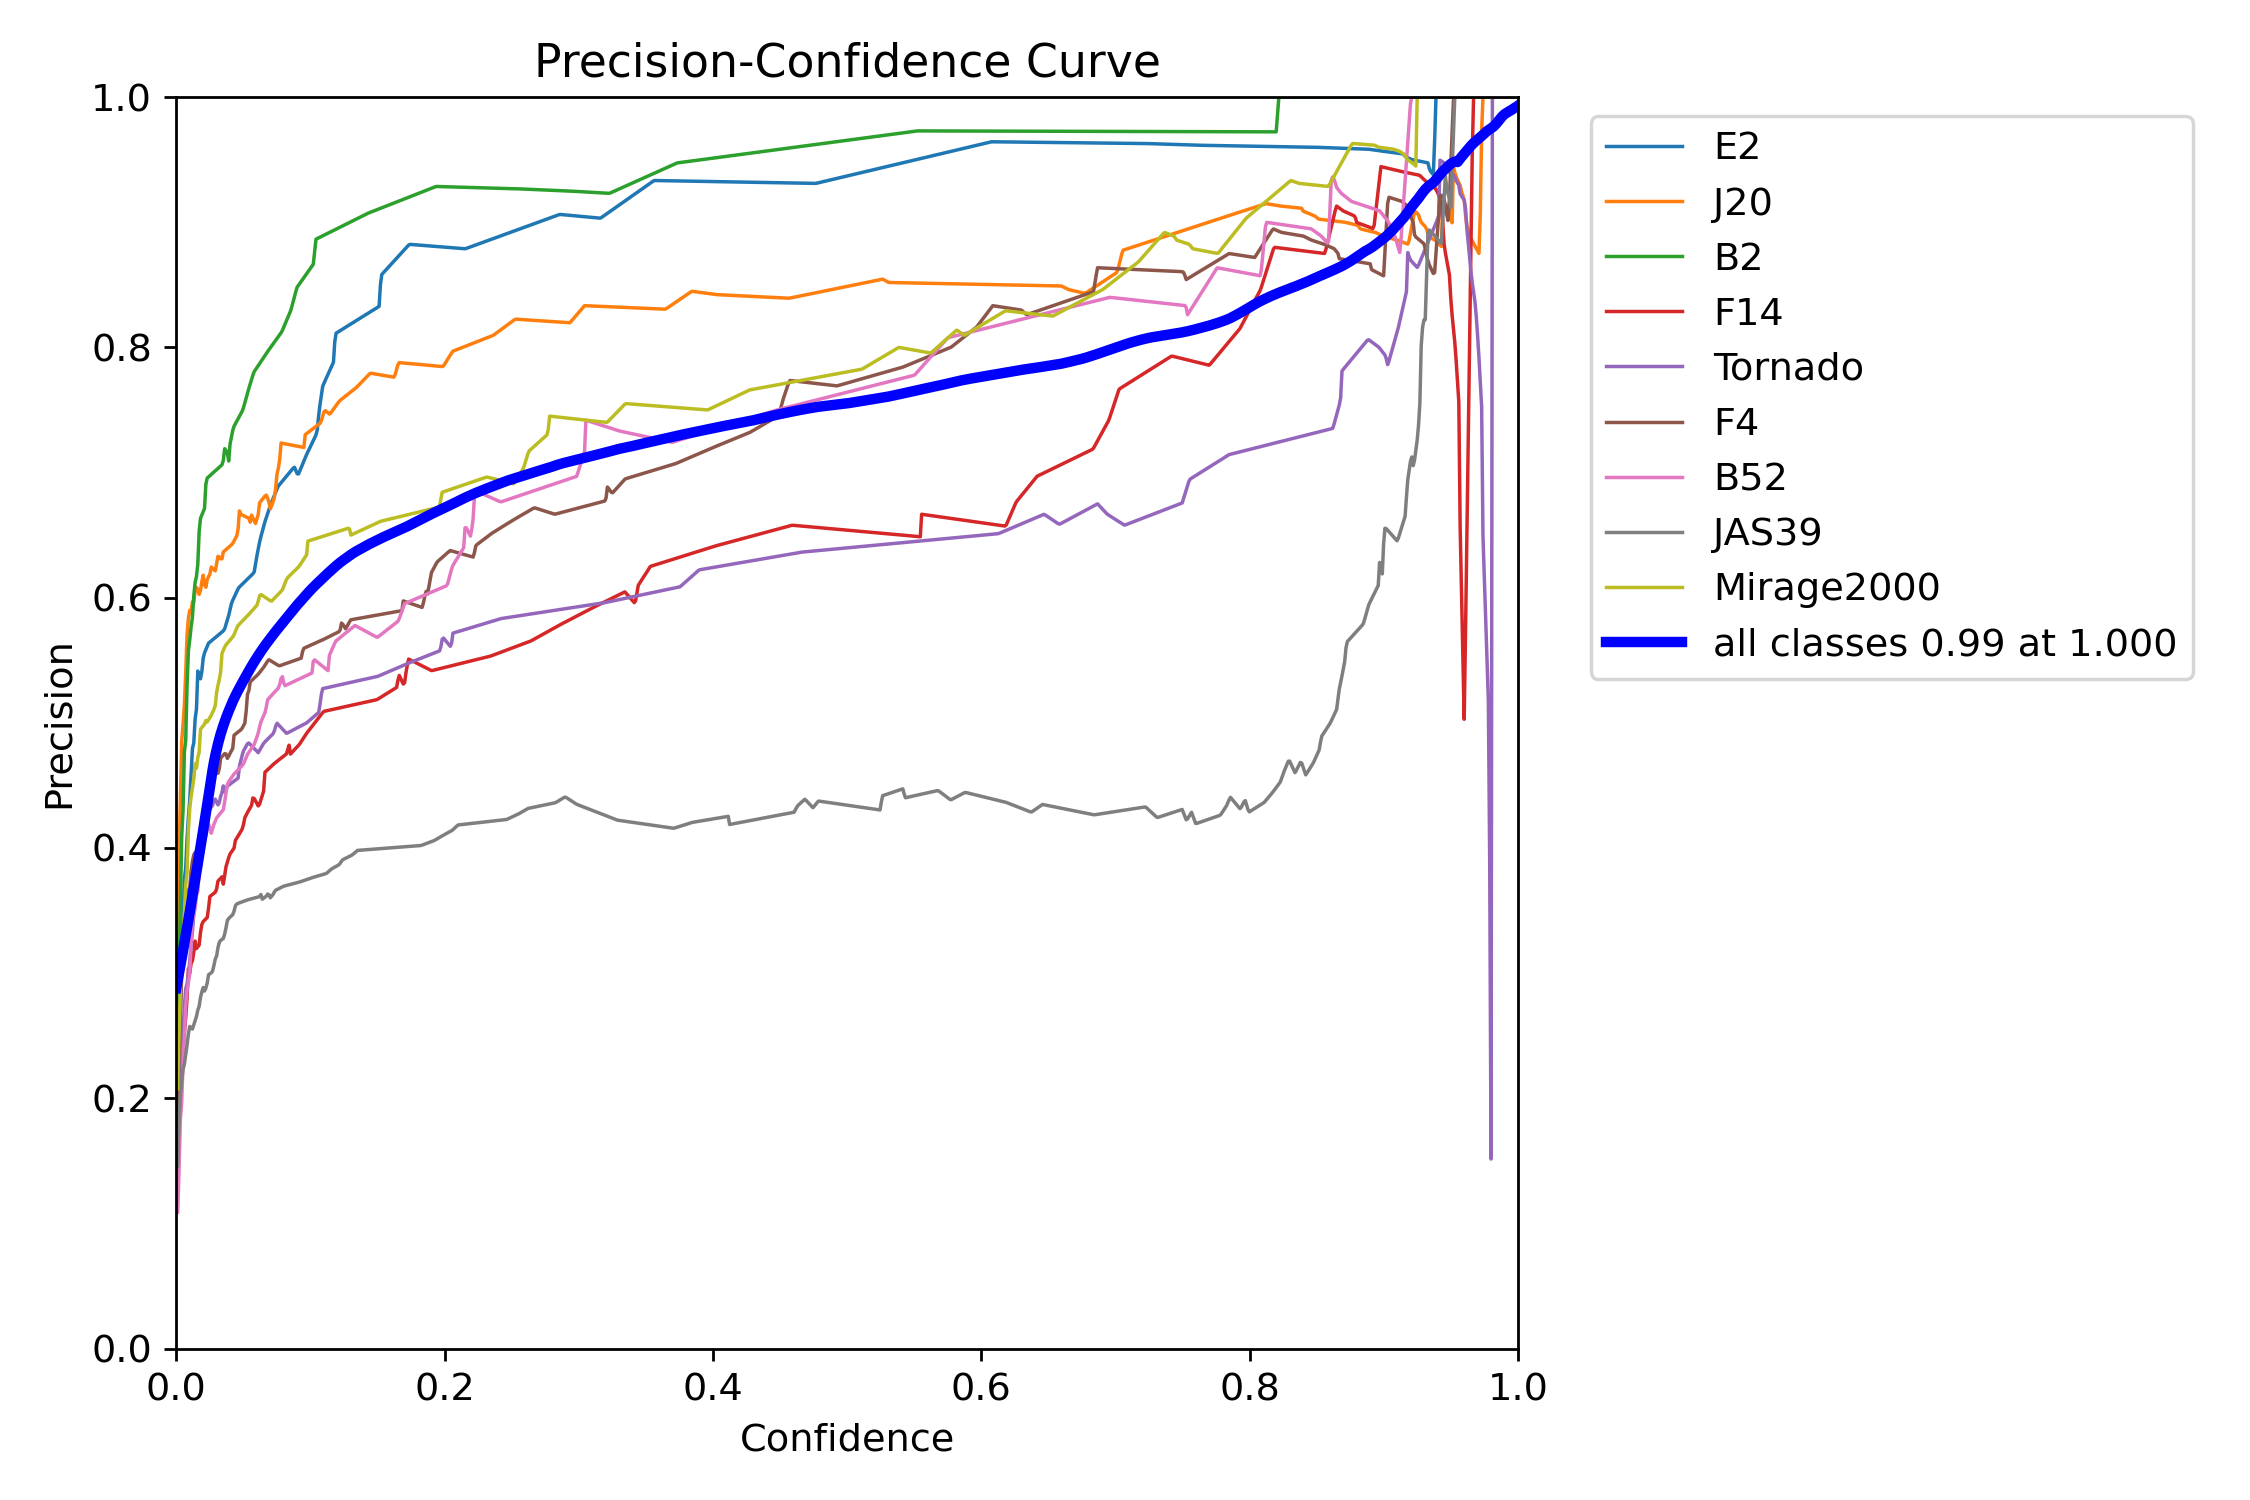 Precision-Confidence Curve
1.0
0.8
0.6
0.4
0.2
0.0
Precision
0.0 0.2 0.4 0.6 0.8 1.0
Confidence
E2
J20
B2
F14
Tornado
F4
B52
JAS39
Mirage2000
all classes 0.99 at 1.000